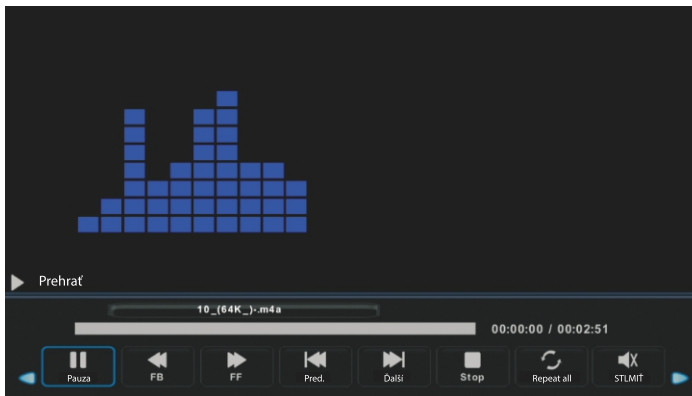 Prehrať
10_(64K_)-.m4a
00:00:00 / 00:02:51
Pauza
FB
FF
Pred.
Ďalší
Stop
Repeat all
STLMIŤ